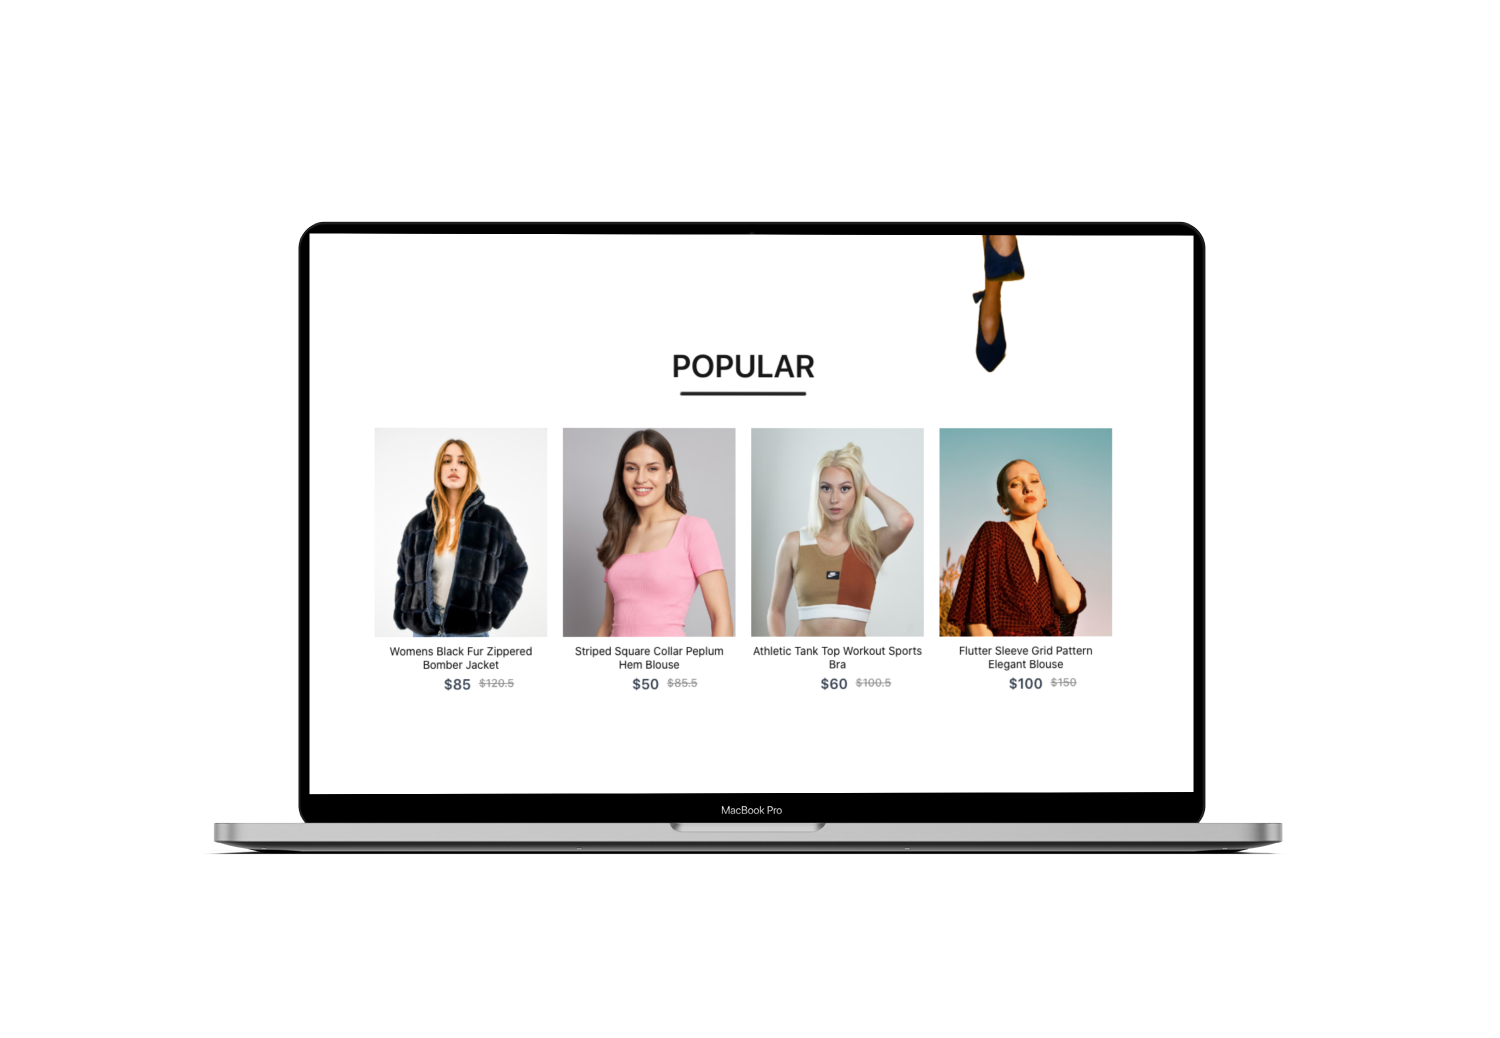 POPULAR
Womens Black Fur Zippered
Bomber Jacket
$85 $120.5
Striped Square Collar Peplum
Hem Blouse
$50 $85.5
Athletic Tank Top Workout Sports
Bra
$60 $100.5
Flutter Sleeve Grid Pattern
Elegant Blouse
$100 $150
MacBook Pro